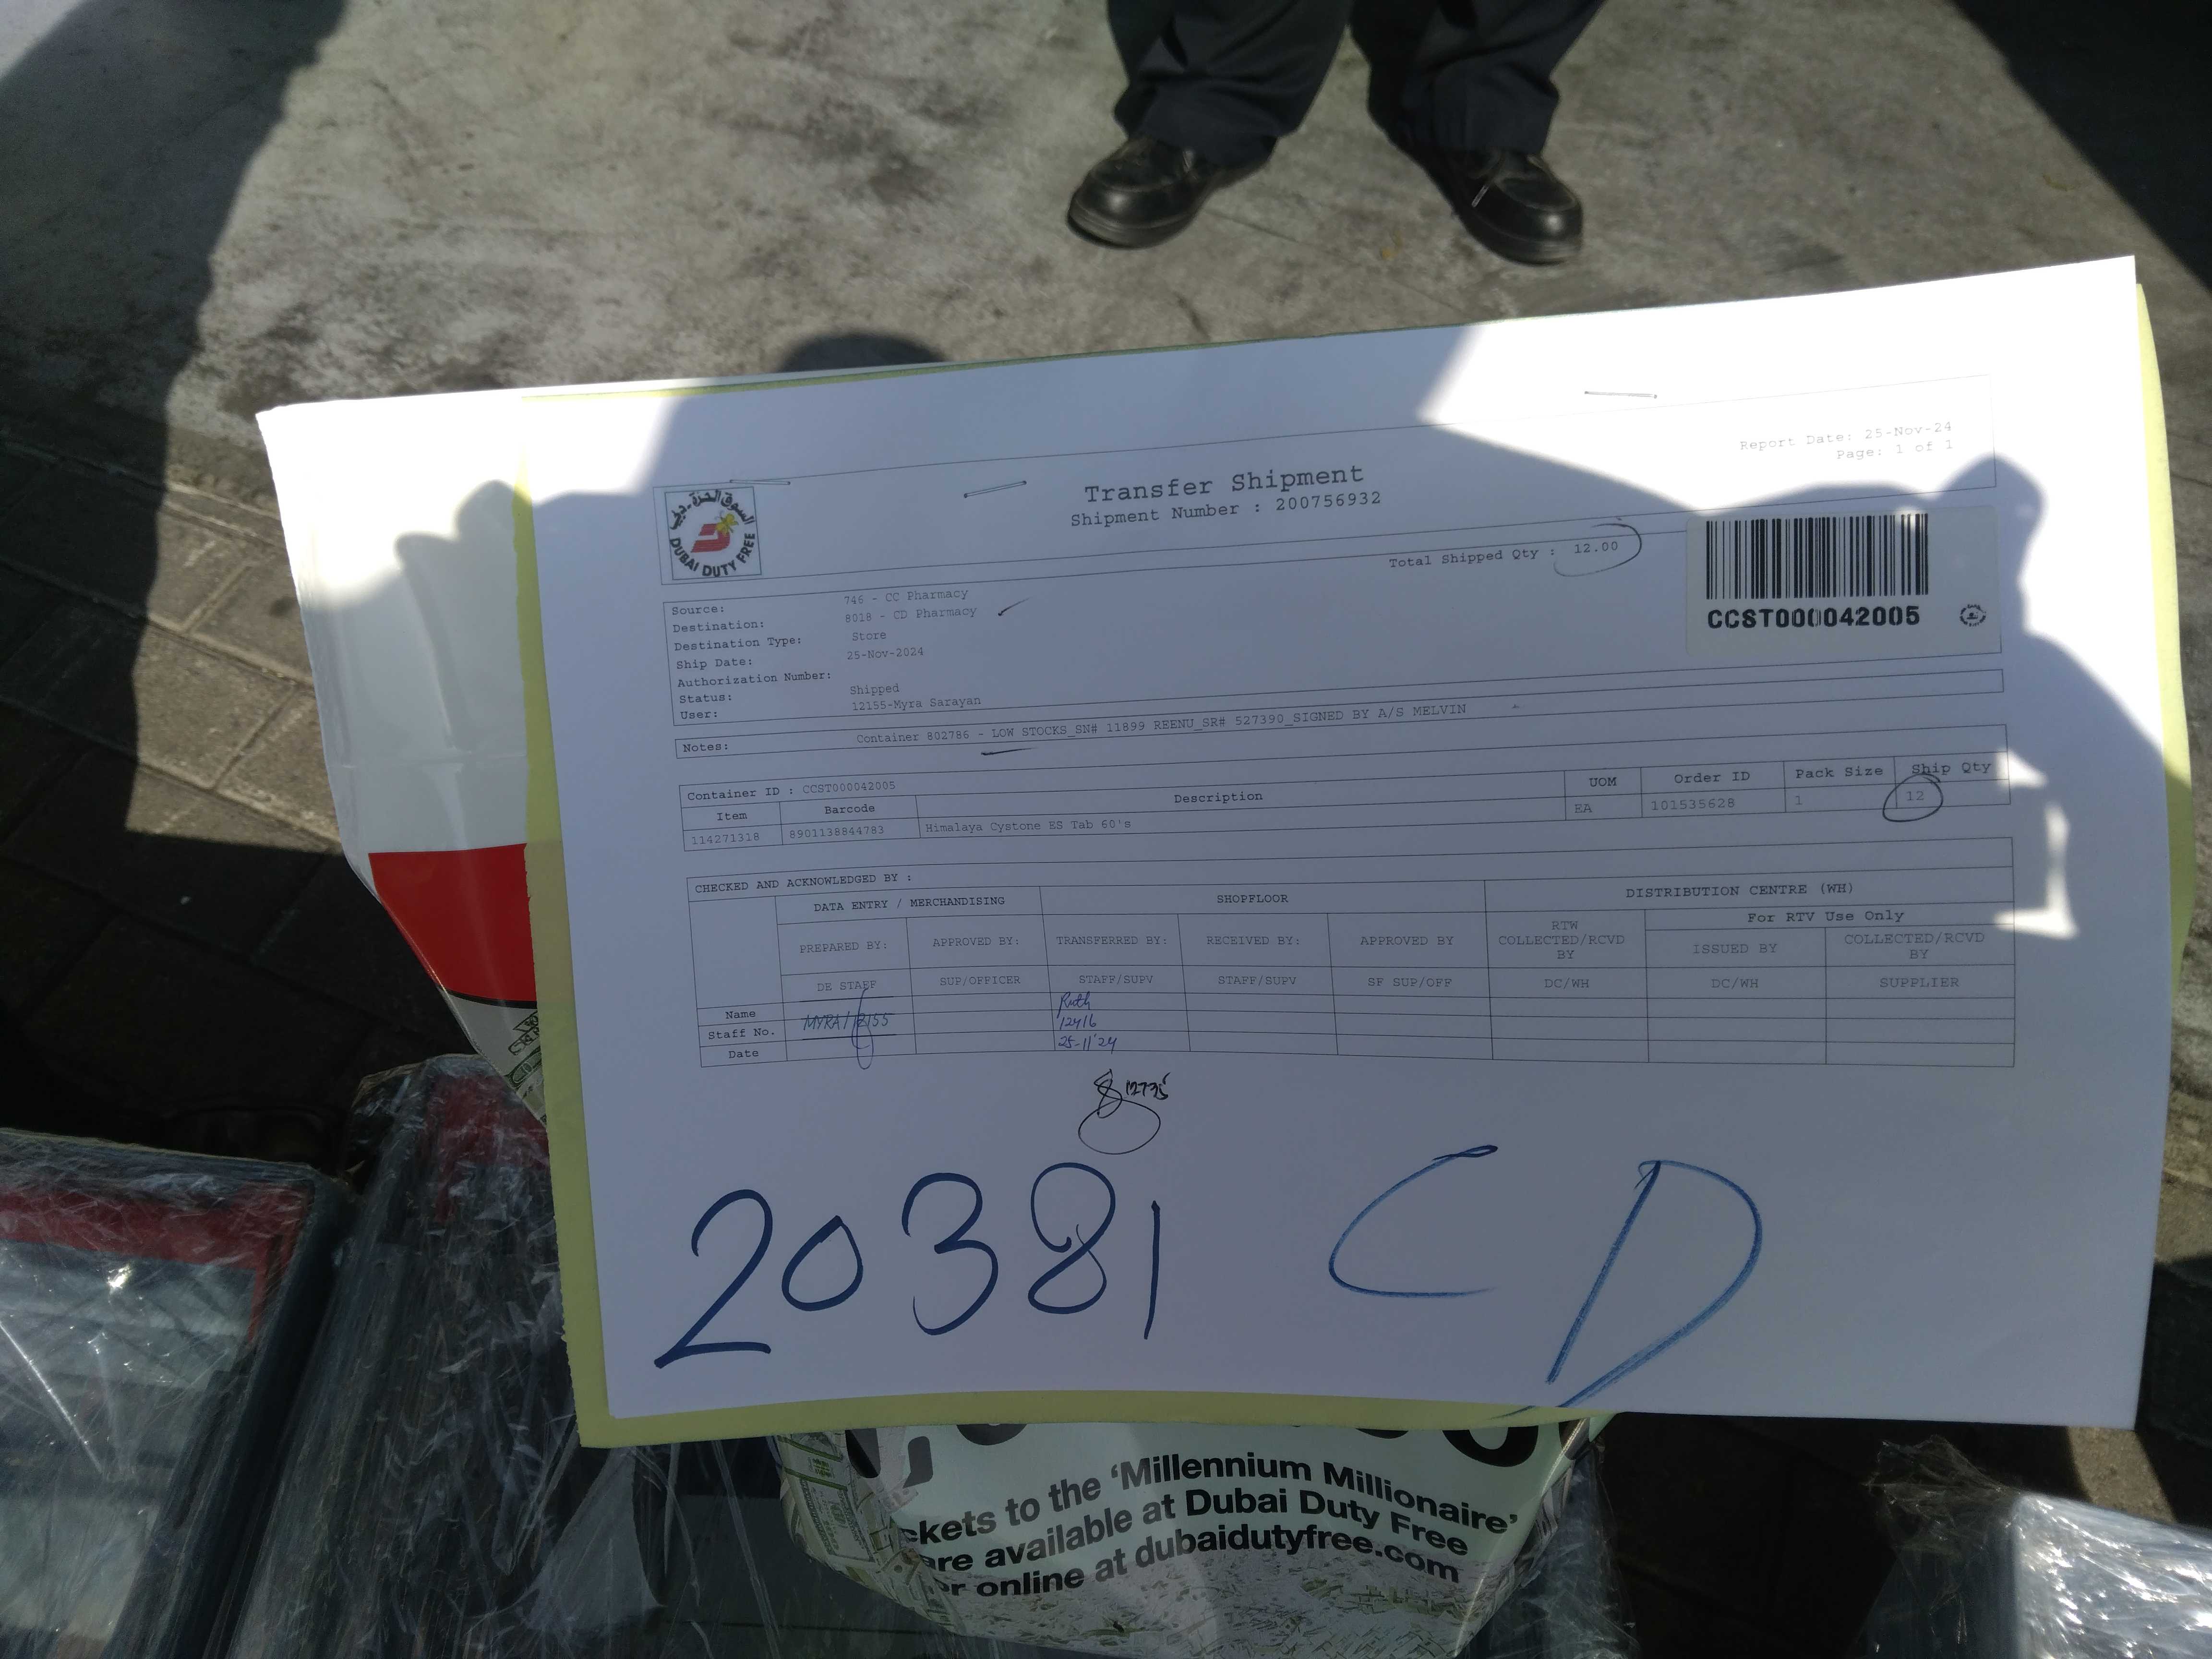 Report Date: 25-Nov-24
Page: 1 of 1
Transfer Shipment
Shipment Number : 200756932
السوق الحرة - دبي
DUBAI DUTY FREE
Total Shipped Qty : 12.00
CCST000042005
Source: 746 - CC Pharmacy
Destination: 8018 - CD Pharmacy
Destination Type: Store
Ship Date: 25-Nov-2024
Authorization Number:
Status: Shipped
User: 12155-Myra Sarayan
Notes: Container 802786 - LOW STOCKS_SN# 11899 REENU_SR# 527390_SIGNED BY A/S MELVIN
Container ID : CCST000042005
Item Barcode Description UOM Order ID Pack Size Ship Qty
114271318 8901138844783 Himalaya Cystone ES Tab 60's EA 101535628 1 12
CHECKED AND ACKNOWLEDGED BY :
DATA ENTRY / MERCHANDISING SHOPFLOOR DISTRIBUTION CENTRE (WH)
For RTV Use Only
PREPARED BY: APPROVED BY: TRANSFERRED BY: RECEIVED BY: APPROVED BY RTW COLLECTED/RCVD BY ISSUED BY COLLECTED/RCVD BY
DE STAFF SUP/OFFICER STAFF/SUPV STAFF/SUPV SF SUP/OFF DC/WH DC/WH SUPPLIER
Name Ruth
Staff No. MYRA/12155 12416
Date 25-11'24
12735
20381 CD
ckets to the 'Millennium Millionaire'
are available at Dubai Duty Free
or online at dubaidutyfree.com